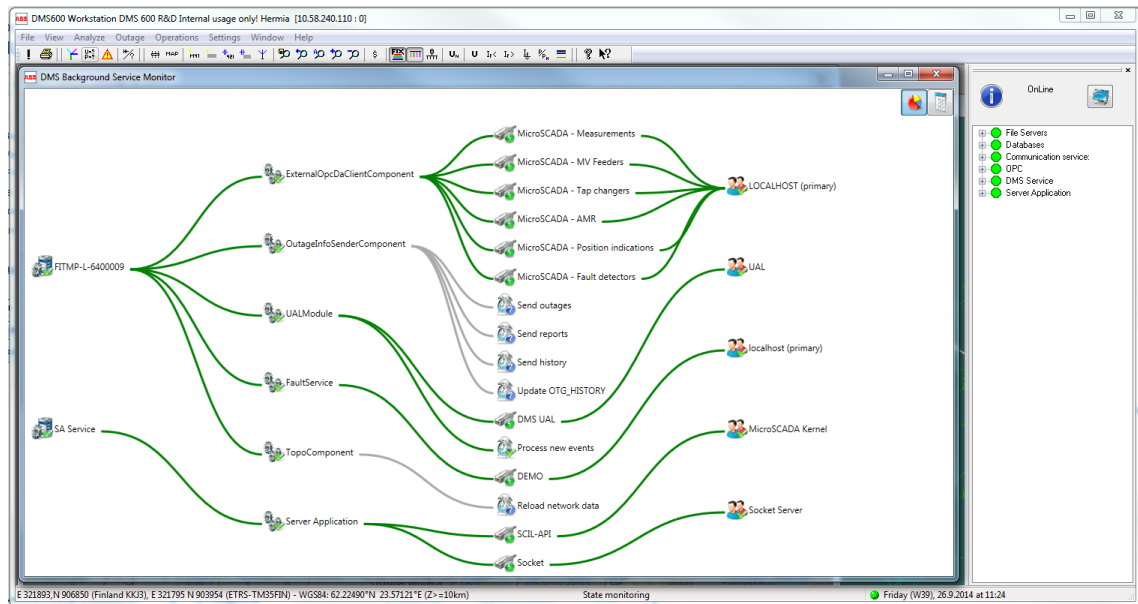 ABB DMS600 Workstation DMS 600 R&D Internal usage only! Hermia [10.58.240.110 : 0]
File View Analyze Outage Operations Settings Window Help
MAP FIX U I< I>
ABB DMS Background Service Monitor
OnLine
File Servers
Databases
Communication service:
OPC
DMS Service
Server Application
FITMP-L-6400009
SA Service
ExternalOpcDaClientComponent
OutageInfoSenderComponent
UALModule
FaultService
TopoComponent
Server Application
MicroSCADA - Measurements
MicroSCADA - MV Feeders
MicroSCADA - Tap changers
MicroSCADA - AMR
MicroSCADA - Position indications
MicroSCADA - Fault detectors
Send outages
Send reports
Send history
Update OTG_HISTORY
DMS UAL
Process new events
DEMO
Reload network data
SCIL-API
Socket
LOCALHOST (primary)
UAL
localhost (primary)
MicroSCADA Kernel
Socket Server
E 321893,N 906850 (Finland KKJ3), E 321795 N 903954 (ETRS-TM35FIN) - WGS84: 62.22490°N 23.57121°E (Z>=10km)
State monitoring
Friday (W39), 26.9.2014 at 11:24